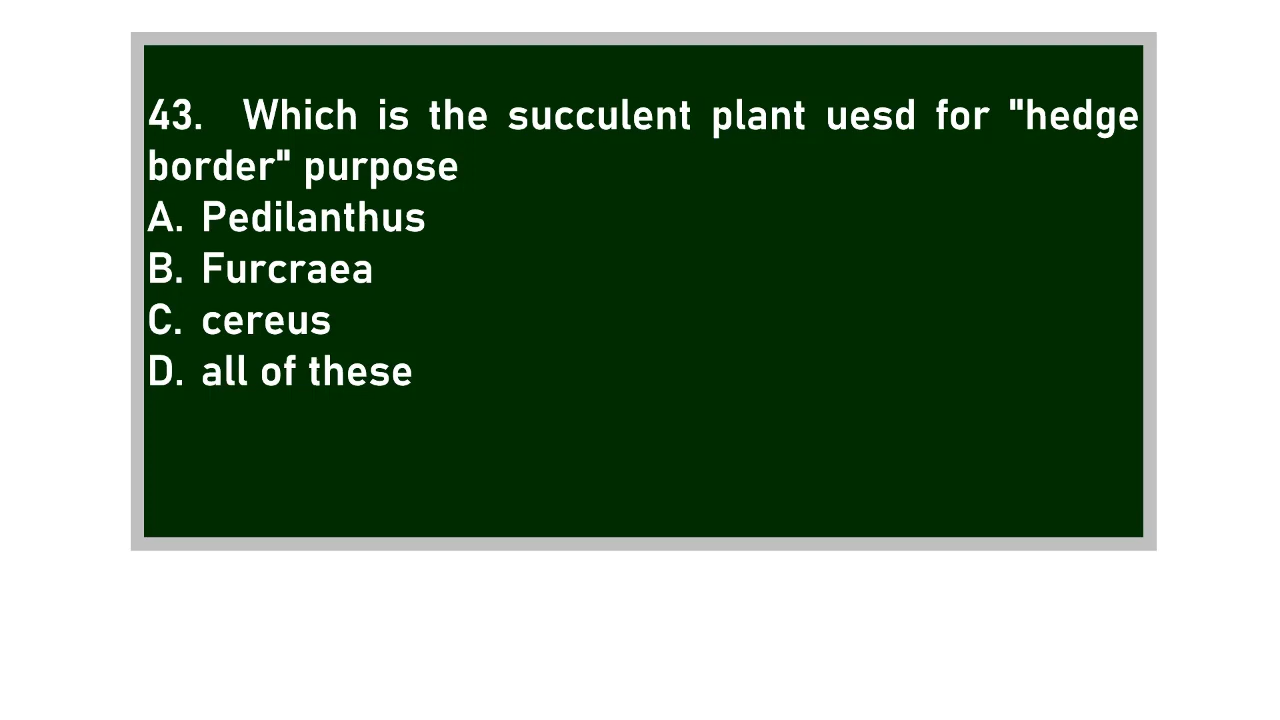 43. Which is the succulent plant uesd for "hedge
border" purpose
A. Pedilanthus
B. Furcraea
C. cereus
D. all of these